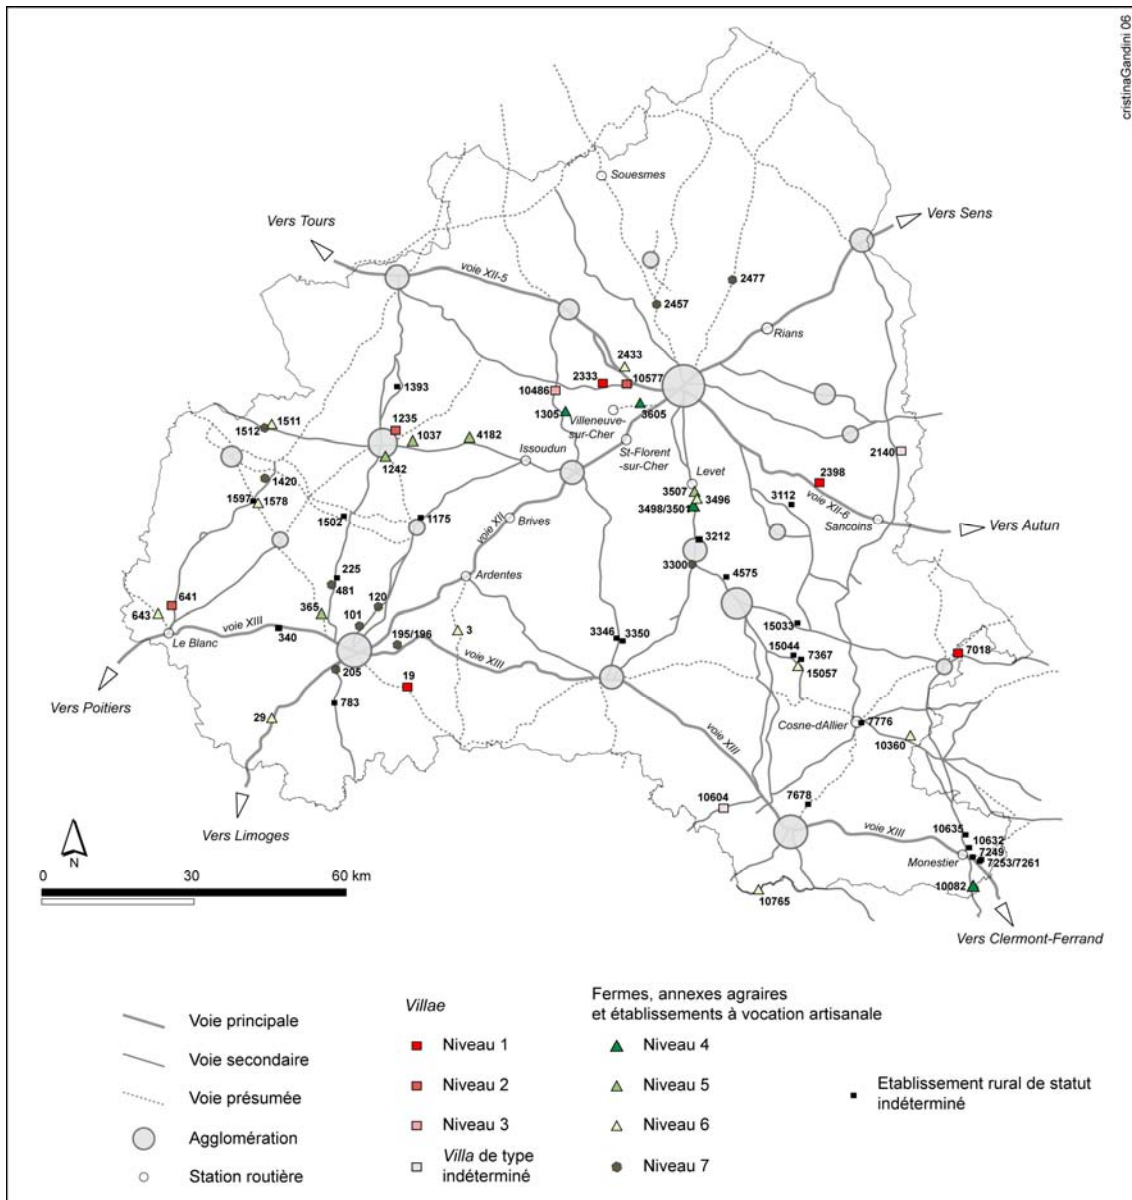 cristinaGandini 06
Souesmes
Vers Tours
Vers Sens
voie XII-5
2477
2457
Rians
2433
2333
10577
10486
1393
1305
3605
Villeneuve-
sur-Cher
1235
1037
4182
1511
1512
St-Florent
-sur-Cher
Issoudun
2140
1242
Levet
2398
1420
3507
3496
3498/3501
3112
voie XII-6
Sancoins
Vers Autun
1597
1578
1502
1175
Brives
voie XII
3212
3300
4575
Ardentes
225
481
120
641
643
365
101
3
Le Blanc
voie XIII
340
195/196
voie XIII
3346
3350
15033
15044
7367
15057
7018
205
19
783
29
Vers Poitiers
Cosne-dAllier
7776
10360
voie XIII
10604
7678
Vers Limoges
voie XIII
10635
10632
7249
7253/7261
Monestier
10082
10765
Vers Clermont-Ferrand
N
0
30
60 km
Voie principale
Voie secondaire
Voie présumée
Agglomération
Station routière
Villae
Niveau 1
Niveau 2
Niveau 3
Villa de type
indéterminé
Fermes, annexes agraires
et établissements à vocation artisanale
Niveau 4
Niveau 5
Niveau 6
Niveau 7
Etablissement rural de statut
indéterminé